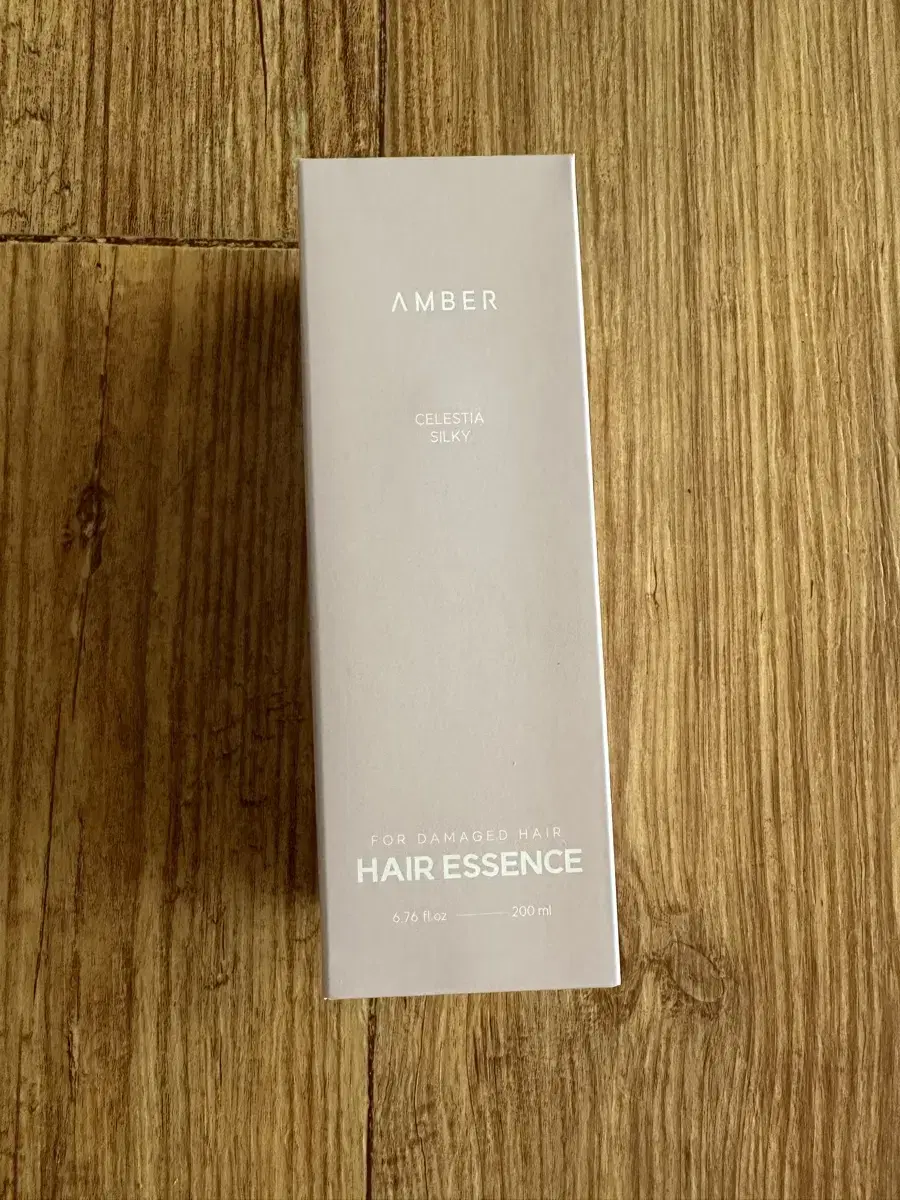 AMBER
CELESTIA
SILKY
FOR DAMAGED HAIR
HAIR ESSENCE
6.76 fl.oz 200 ml